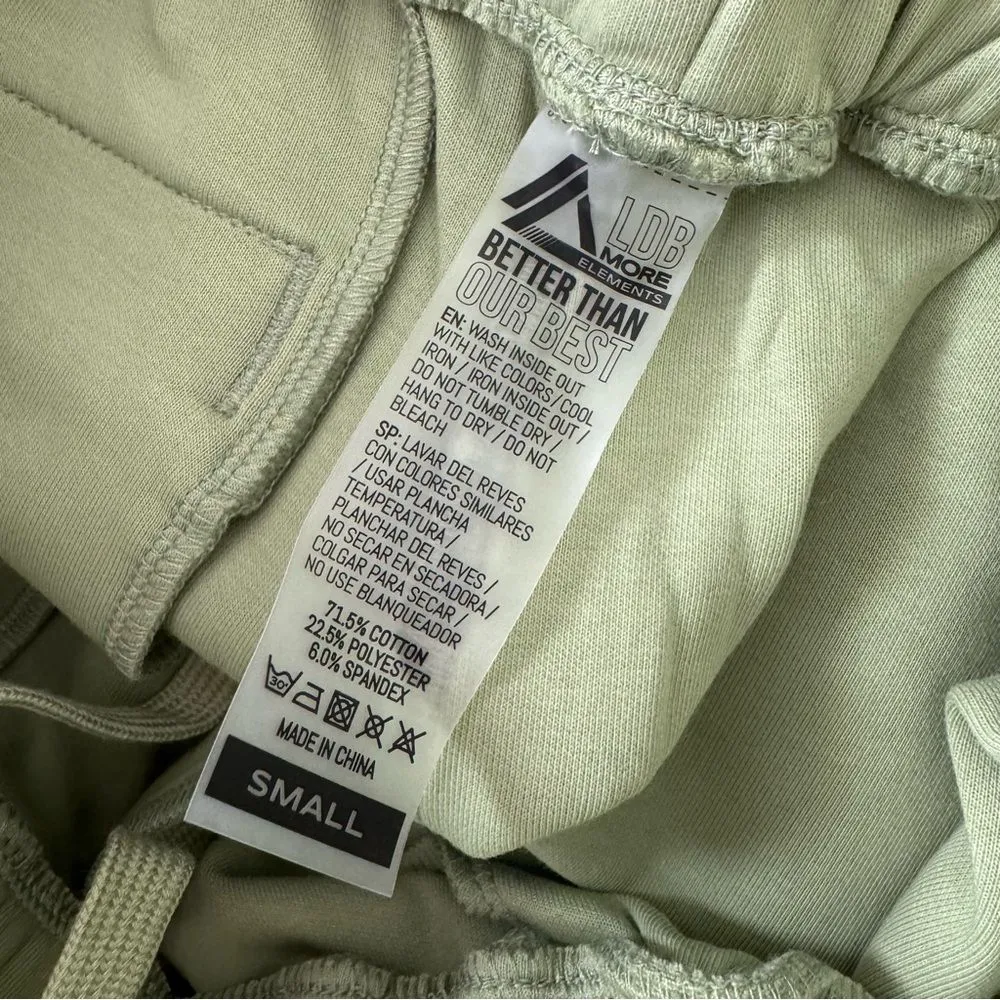 LDB
MORE
ELEMENTS
BETTER THAN
OUR BEST
EN: WASH INSIDE OUT
WITH LIKE COLORS / COOL
IRON / IRON INSIDE OUT /
DO NOT TUMBLE DRY /
HANG TO DRY / DO NOT
BLEACH
SP: LAVAR DEL REVES
CON COLORES SIMILARES
/ USAR PLANCHA
TEMPERATURA /
PLANCHAR DEL REVES /
NO SECAR EN SECADORA /
COLGAR PARA SECAR /
NO USE BLANQUEADOR
71.5% COTTON
22.5% POLYESTER
6.0% SPANDEX
30°
MADE IN CHINA
SMALL